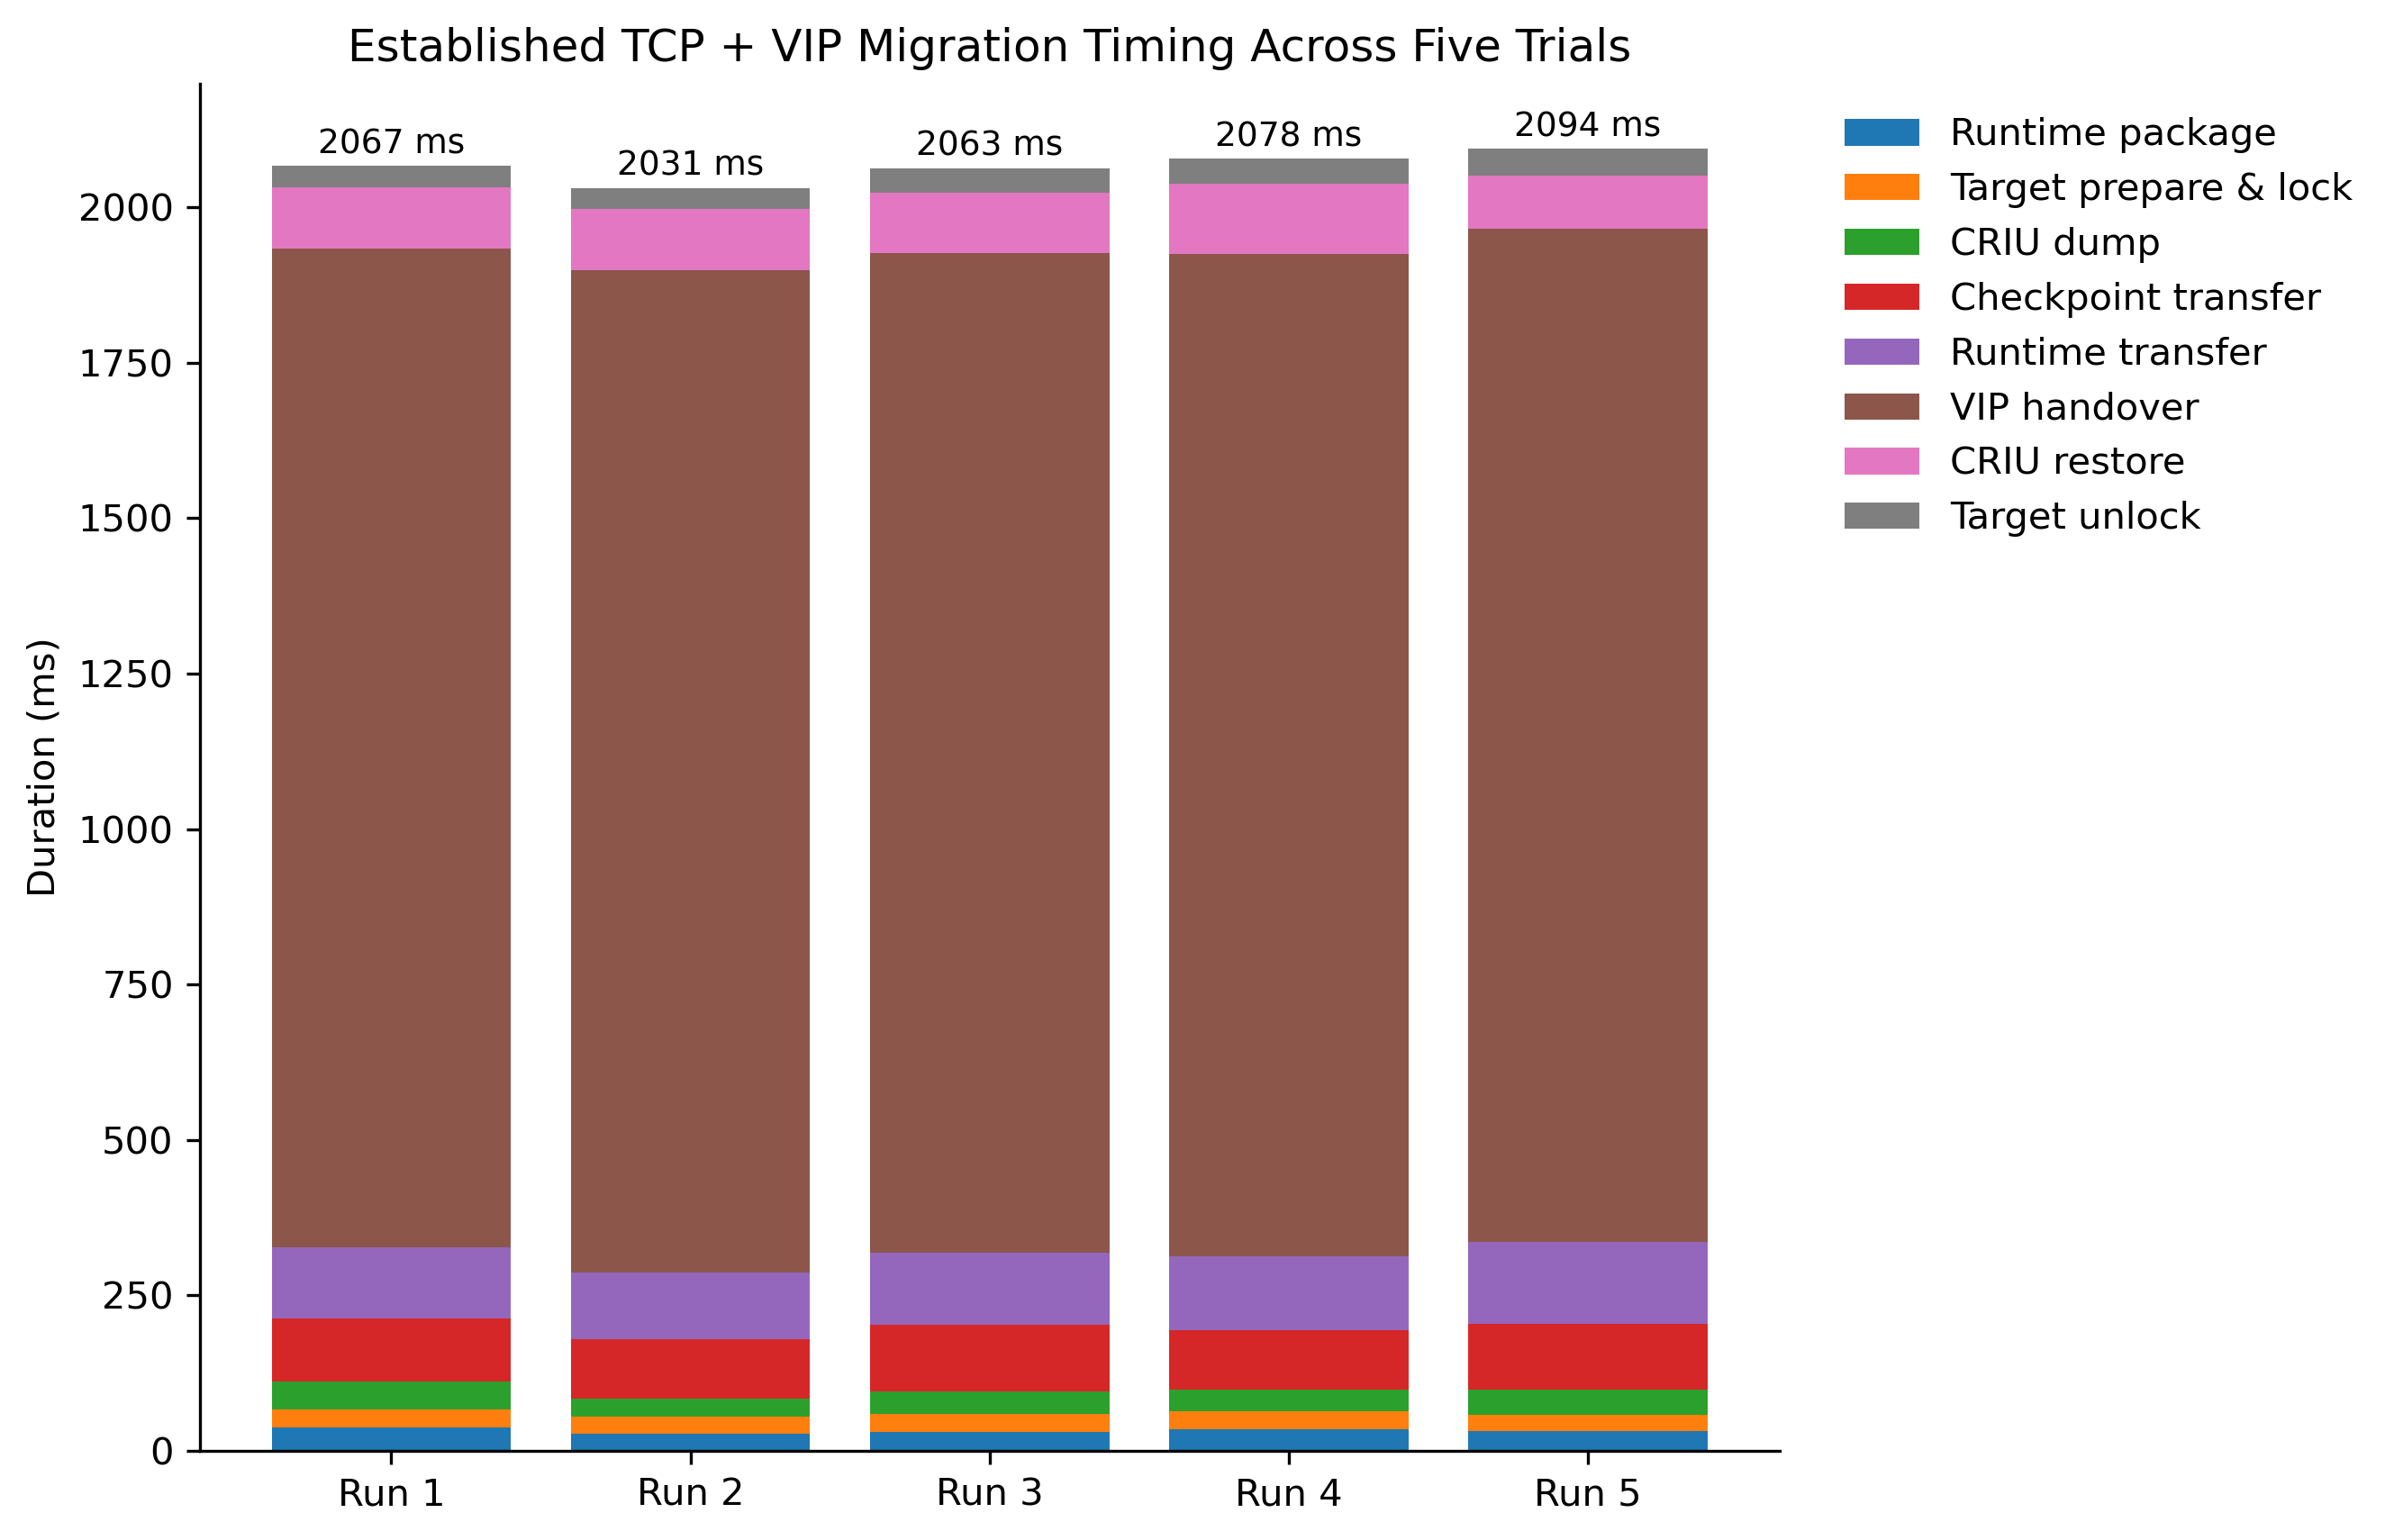 Established TCP + VIP Migration Timing Across Five Trials
Duration (ms)
2000
1750
1500
1250
1000
750
500
250
0
2067 ms
2031 ms
2063 ms
2078 ms
2094 ms
Run 1
Run 2
Run 3
Run 4
Run 5
Runtime package
Target prepare & lock
CRIU dump
Checkpoint transfer
Runtime transfer
VIP handover
CRIU restore
Target unlock